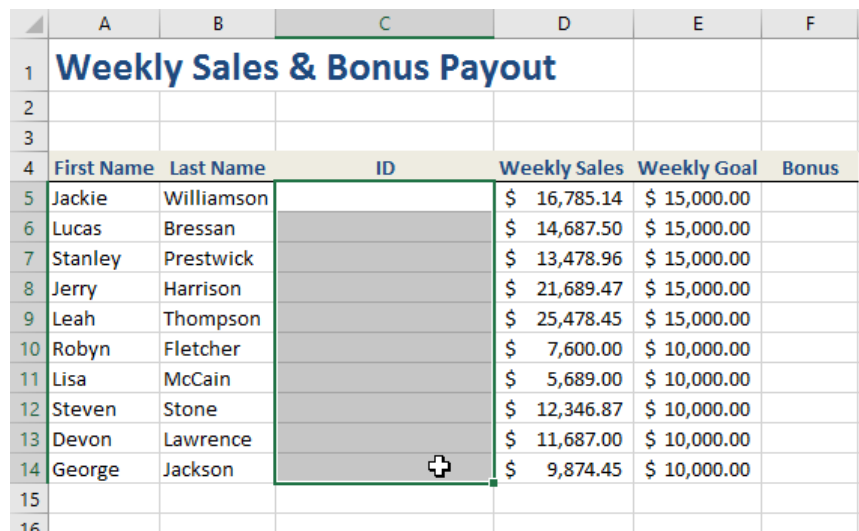 A B C D E F
1 Weekly Sales & Bonus Payout
2
3
4 First Name Last Name ID Weekly Sales Weekly Goal Bonus
5 Jackie Williamson $ 16,785.14 $ 15,000.00
6 Lucas Bressan $ 14,687.50 $ 15,000.00
7 Stanley Prestwick $ 13,478.96 $ 15,000.00
8 Jerry Harrison $ 21,689.47 $ 15,000.00
9 Leah Thompson $ 25,478.45 $ 15,000.00
10 Robyn Fletcher $ 7,600.00 $ 10,000.00
11 Lisa McCain $ 5,689.00 $ 10,000.00
12 Steven Stone $ 12,346.87 $ 10,000.00
13 Devon Lawrence $ 11,687.00 $ 10,000.00
14 George Jackson $ 9,874.45 $ 10,000.00
15
16